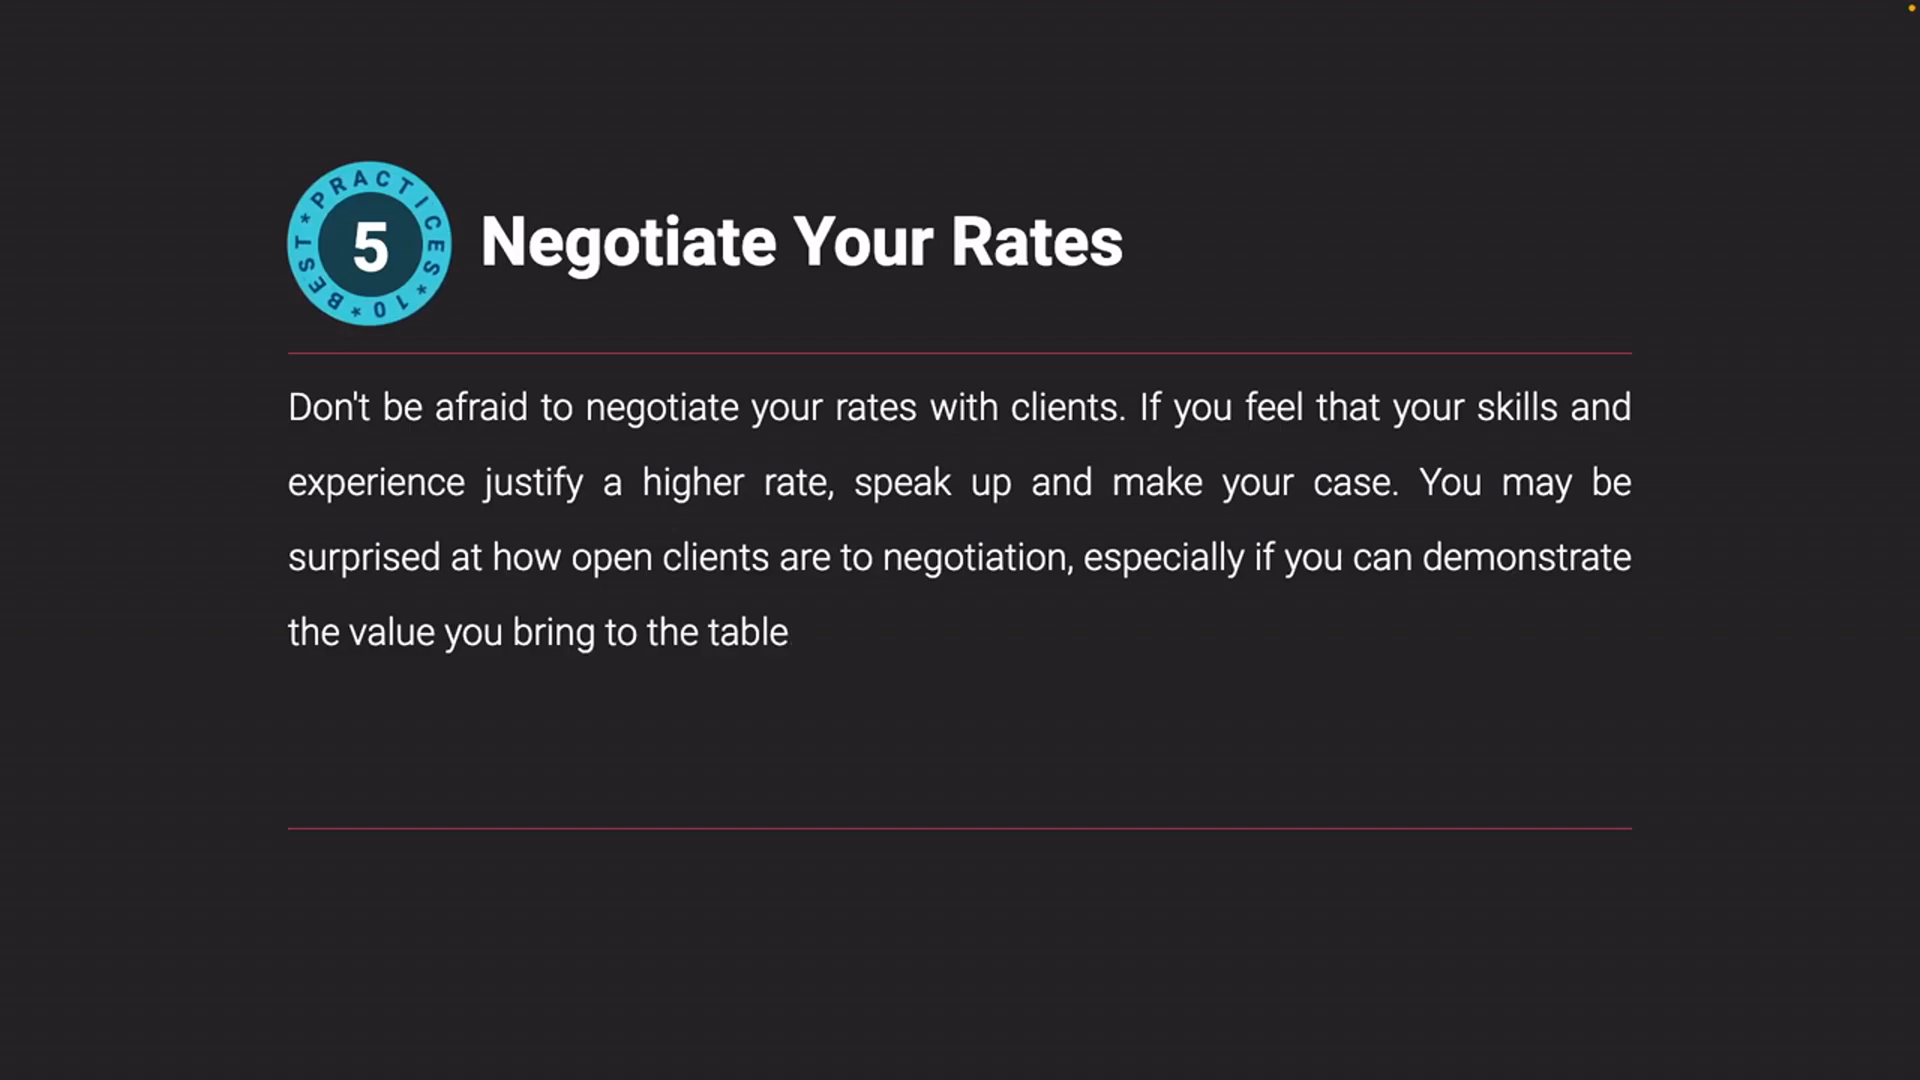 BEST * PRACTICES * 10 *
5
Negotiate Your Rates
Don't be afraid to negotiate your rates with clients. If you feel that your skills and
experience justify a higher rate, speak up and make your case. You may be
surprised at how open clients are to negotiation, especially if you can demonstrate
the value you bring to the table